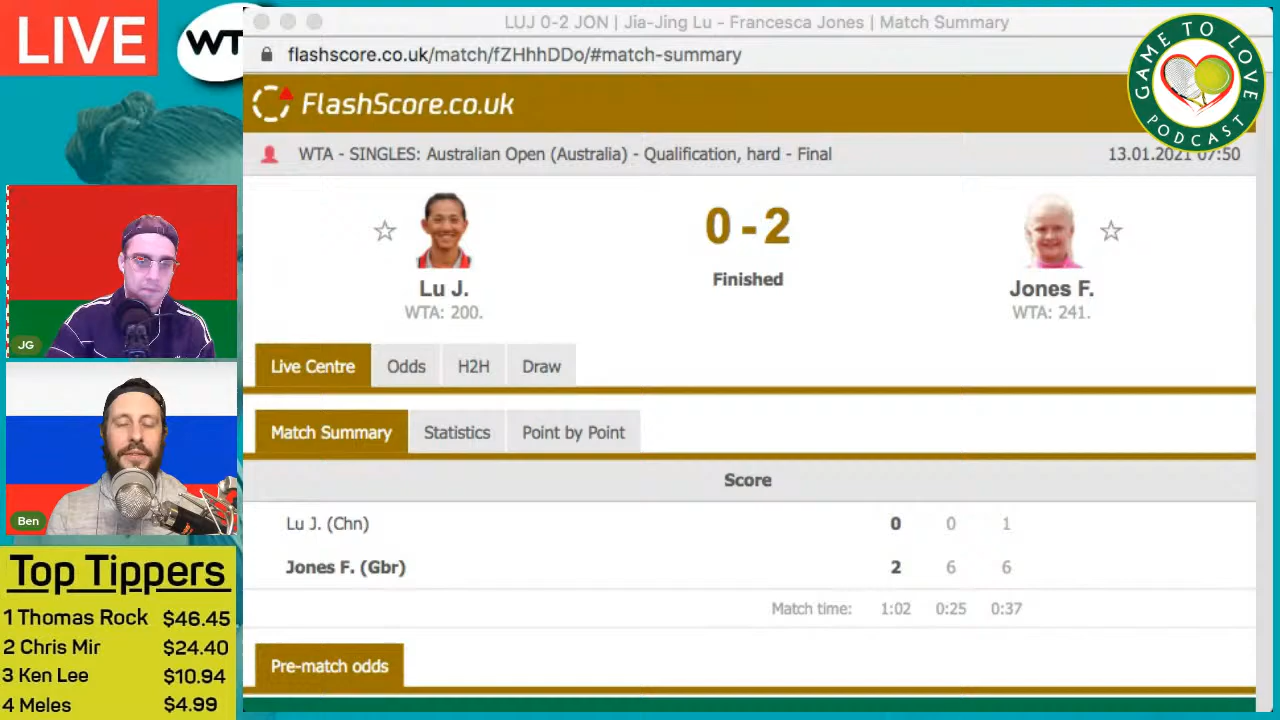 LIVE
WT
LUJ 0-2 JON | Jia-Jing Lu - Francesca Jones | Match Summary
flashscore.co.uk/match/fZHhhDDo/#match-summary
GAME TO LOVE
PODCAST
FlashScore.co.uk
WTA - SINGLES: Australian Open (Australia) - Qualification, hard - Final
13.01.2021 07:50
0 - 2
Finished
Lu J.
WTA: 200.
Jones F.
WTA: 241.
JG
Live Centre
Odds
H2H
Draw
Match Summary
Statistics
Point by Point
Score
Lu J. (Chn) 0 0 1
Jones F. (Gbr) 2 6 6
Match time: 1:02 0:25 0:37
Pre-match odds
Ben
Top Tippers
1 Thomas Rock $46.45
2 Chris Mir $24.40
3 Ken Lee $10.94
4 Meles $4.99